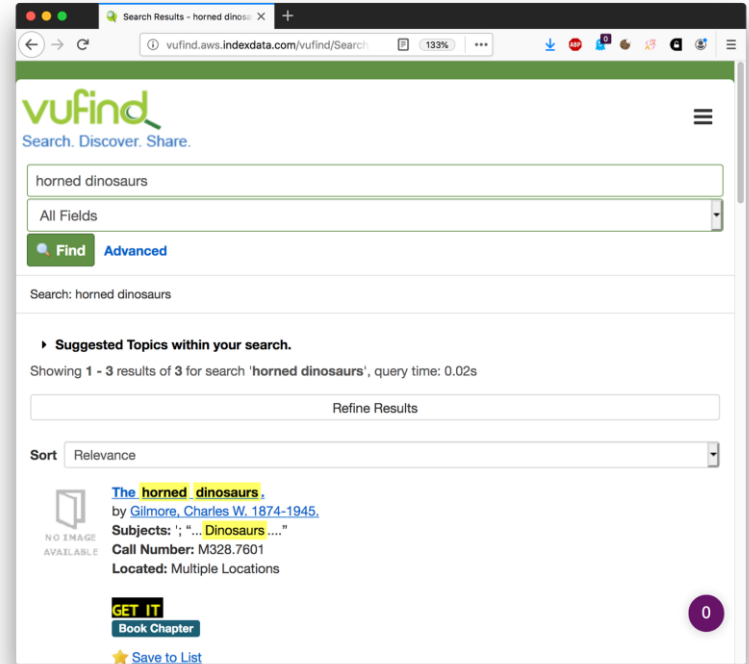 Search Results - horned dinosa
vufind.aws.indexdata.com/vufind/Search
133%
ABP
0
vufind
Search. Discover. Share.
horned dinosaurs
All Fields
Find Advanced
Search: horned dinosaurs
Suggested Topics within your search.
Showing 1 - 3 results of 3 for search 'horned dinosaurs', query time: 0.02s
Refine Results
Sort Relevance
NO IMAGE
AVAILABLE
The horned dinosaurs.
by Gilmore, Charles W. 1874-1945.
Subjects: '; “... Dinosaurs ....”
Call Number: M328.7601
Located: Multiple Locations
GET IT
0
Book Chapter
Save to List